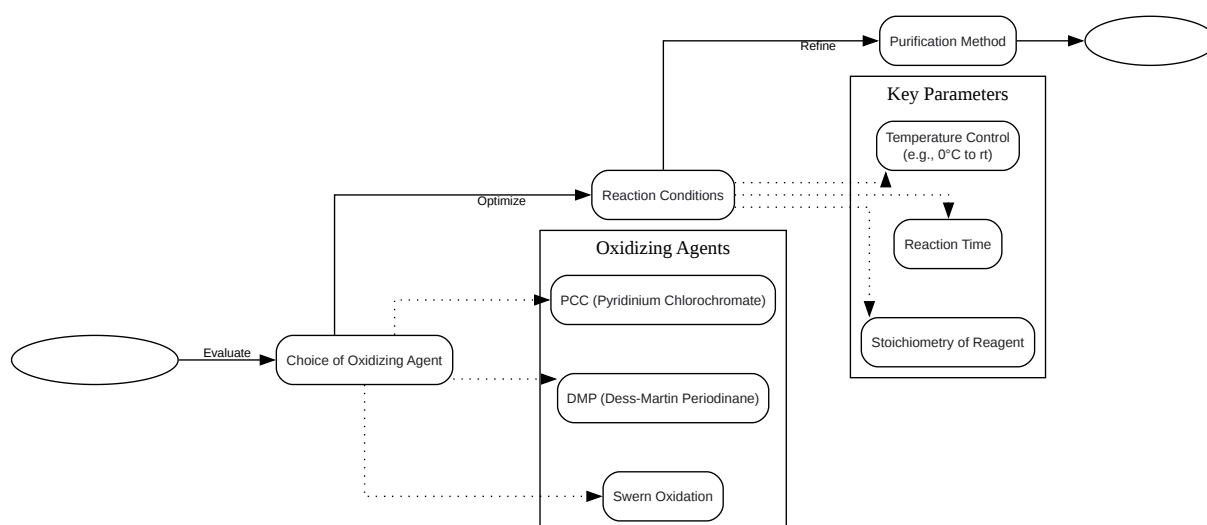 Refine
Purification Method
Key Parameters
Temperature Control
(e.g., 0°C to rt)
Optimize
Reaction Conditions
Reaction Time
Oxidizing Agents
PCC (Pyridinium Chlorochromate)
Stoichiometry of Reagent
Evaluate
Choice of Oxidizing Agent
DMP (Dess-Martin Periodinane)
Swern Oxidation